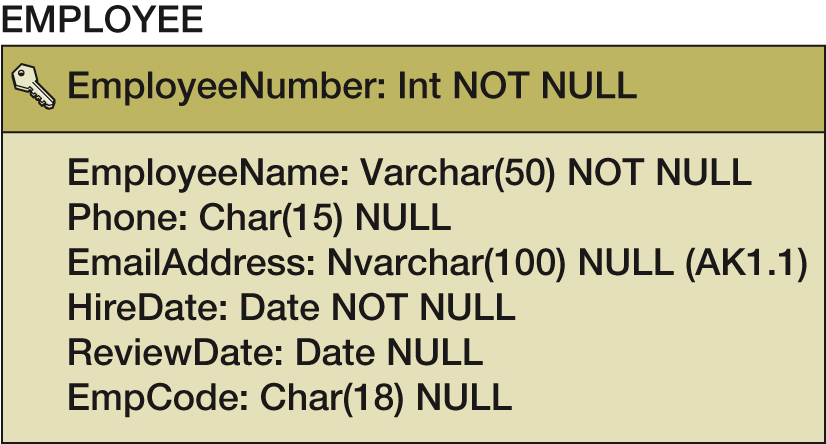 EMPLOYEE
EmployeeNumber: Int NOT NULL
EmployeeName: Varchar(50) NOT NULL
Phone: Char(15) NULL
EmailAddress: Nvarchar(100) NULL (AK1.1)
HireDate: Date NOT NULL
ReviewDate: Date NULL
EmpCode: Char(18) NULL